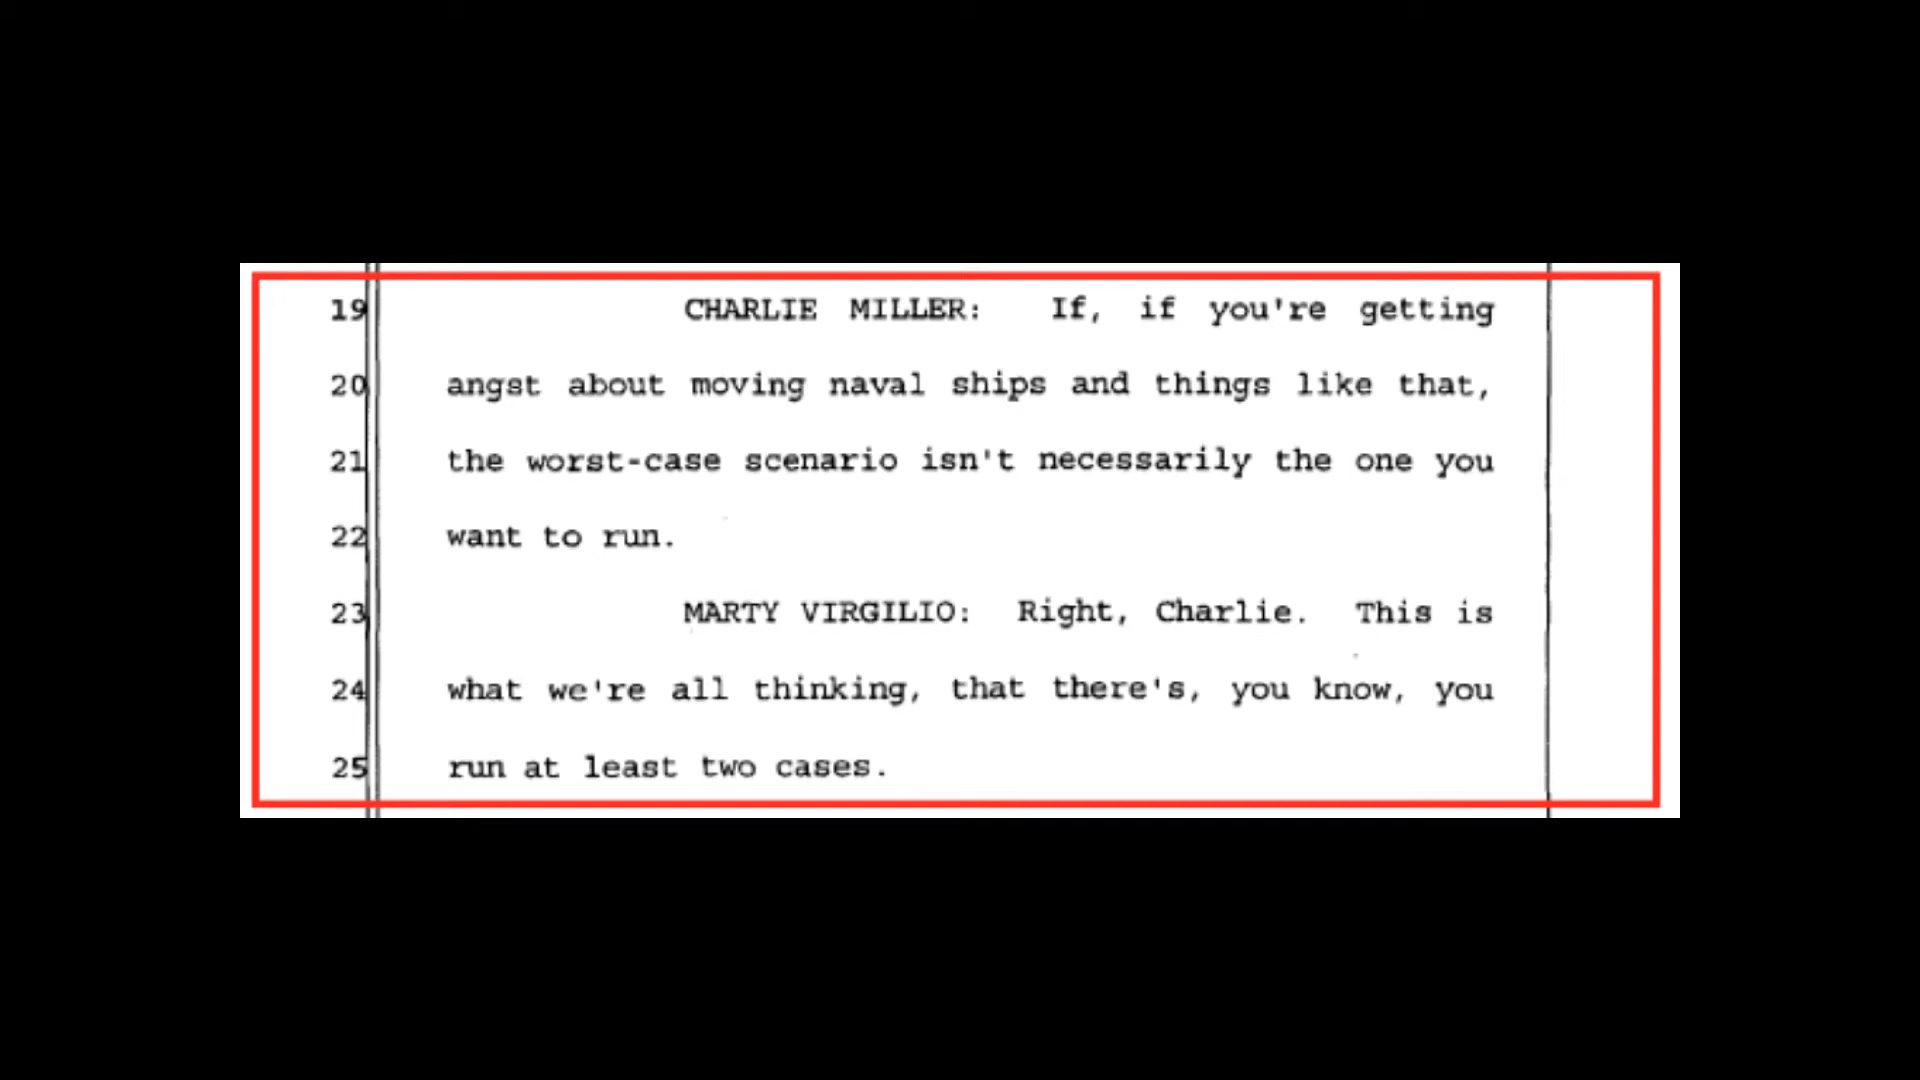 19 CHARLIE MILLER: If, if you're getting
20 angst about moving naval ships and things like that,
21 the worst-case scenario isn't necessarily the one you
22 want to run.
23 MARTY VIRGILIO: Right, Charlie. This is
24 what we're all thinking, that there's, you know, you
25 run at least two cases.